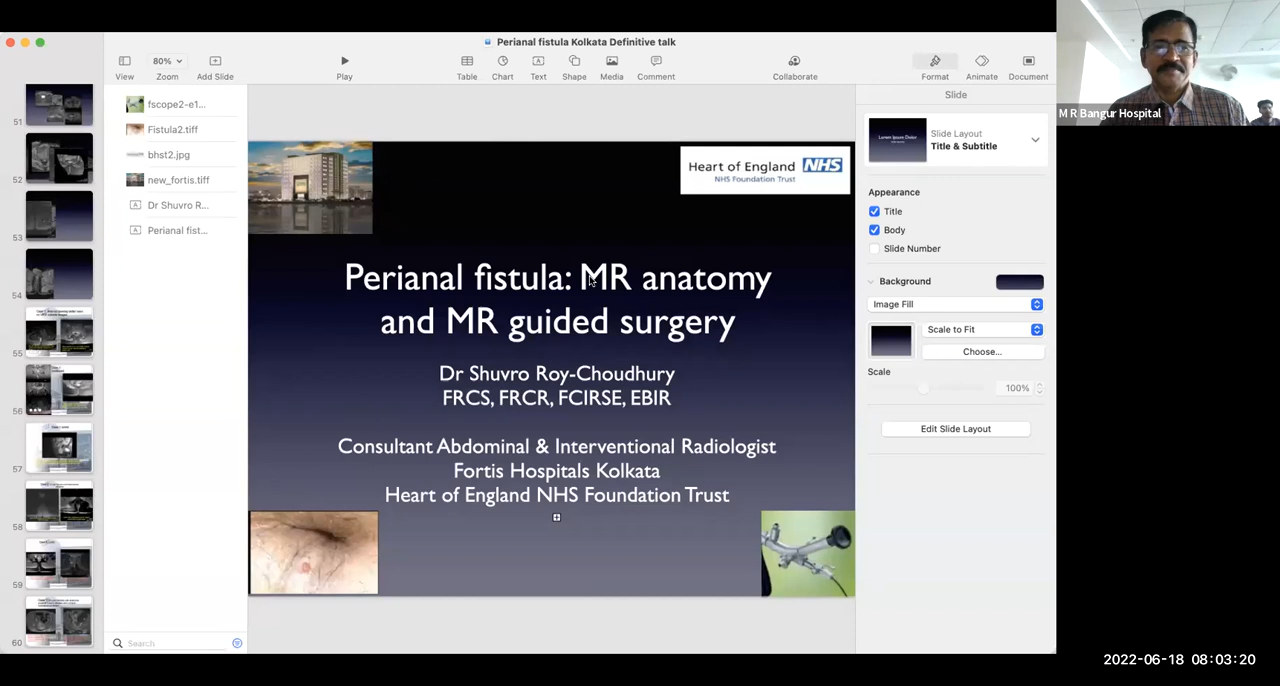 Perianal fistula Kolkata Definitive talk
View
80%
Zoom
Add Slide
Play
Table
Chart
Text
Shape
Media
Comment
Collaborate
Format
Animate
Document
M R Bangur Hospital
51
52
53
54
55
56
57
58
59
60
fscope2-e1...
Fistula2.tiff
bhst2.jpg
new_fortis.tiff
Dr Shuvro R...
Perianal fist...
Search
Heart of England NHS
NHS Foundation Trust
Perianal fistula: MR anatomy
and MR guided surgery
Dr Shuvro Roy-Choudhury
FRCS, FRCR, FCIRSE, EBIR
Consultant Abdominal & Interventional Radiologist
Fortis Hospitals Kolkata
Heart of England NHS Foundation Trust
Slide
Slide Layout
Title & Subtitle
Appearance
Title
Body
Slide Number
Background
Image Fill
Scale to Fit
Choose...
Scale
100%
Edit Slide Layout
2022-06-18 08:03:20